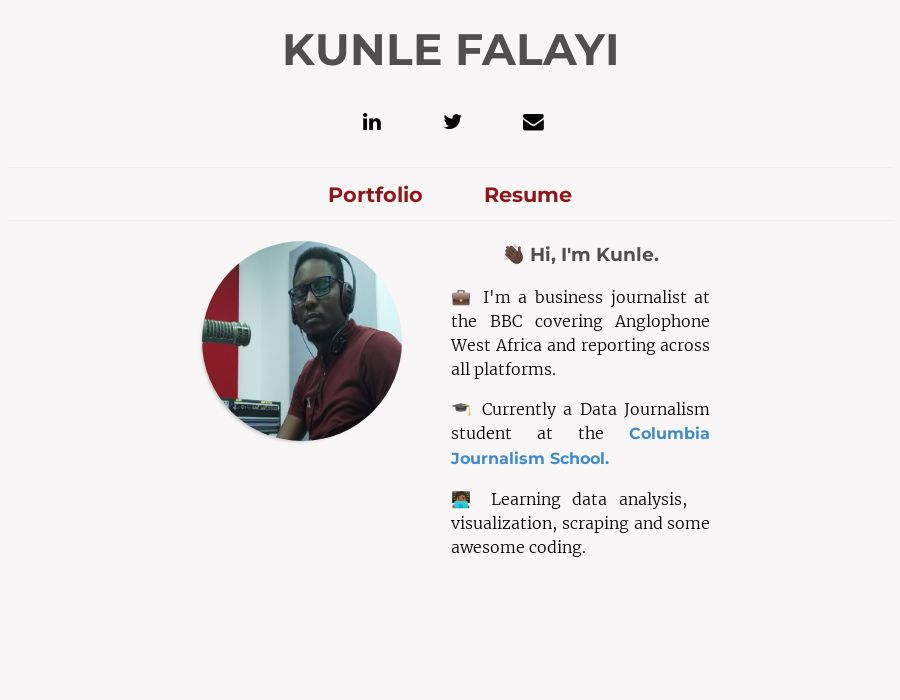 KUNLE FALAYI
Portfolio Resume
👋🏿 Hi, I'm Kunle.
💼 I'm a business journalist at
the BBC covering Anglophone
West Africa and reporting across
all platforms.
🎓 Currently a Data Journalism
student at the Columbia
Journalism School.
👨🏿‍💻 Learning data analysis,
visualization, scraping and some
awesome coding.